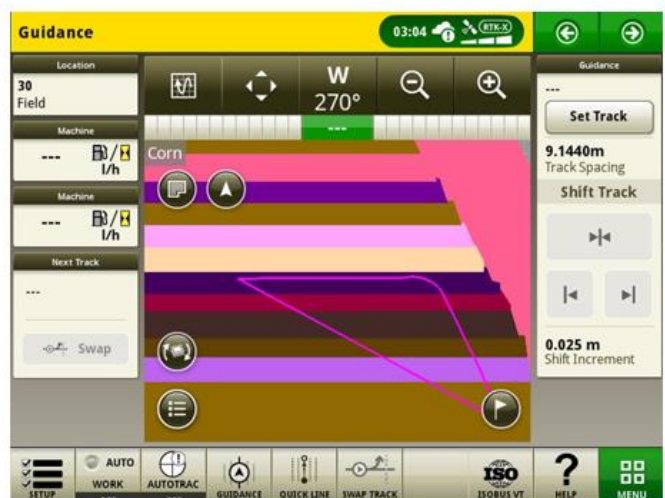 Guidance
03:04
RTK-X
Location
30
Field
Machine
---
l/h
Machine
---
l/h
Next Track
---
Swap
W
270°
---
Corn
Guidance
---
Set Track
9.1440m
Track Spacing
Shift Track
0.025 m
Shift Increment
SETUP
AUTO
WORK
AUTOTRAC
GUIDANCE
QUICK LINE
SWAP TRACK
ISO
ISOBUS VT
?
HELP
MENU